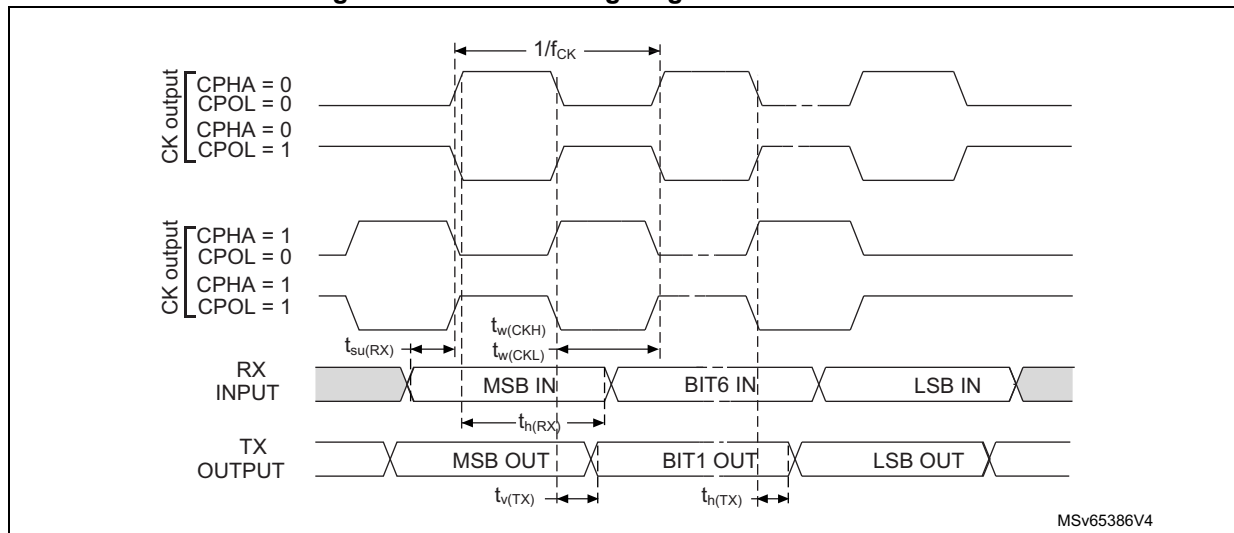 1/fCK
CK output
CPHA = 0
CPOL = 0
CPHA = 0
CPOL = 1
CK output
CPHA = 1
CPOL = 0
CPHA = 1
CPOL = 1
tw(CKH)
tw(CKL)
tsu(RX)
RX
INPUT
MSB IN
BIT6 IN
LSB IN
th(RX)
TX
OUTPUT
MSB OUT
BIT1 OUT
LSB OUT
tv(TX)
th(TX)
MSv65386V4